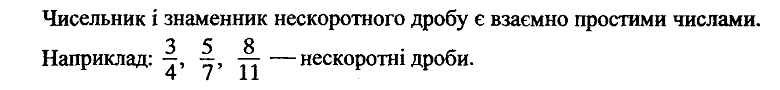 Чисельник і знаменник нескоротного дробу є взаємно простими числами.
Наприклад: 3/4, 5/7, 8/11 — нескоротні дроби.